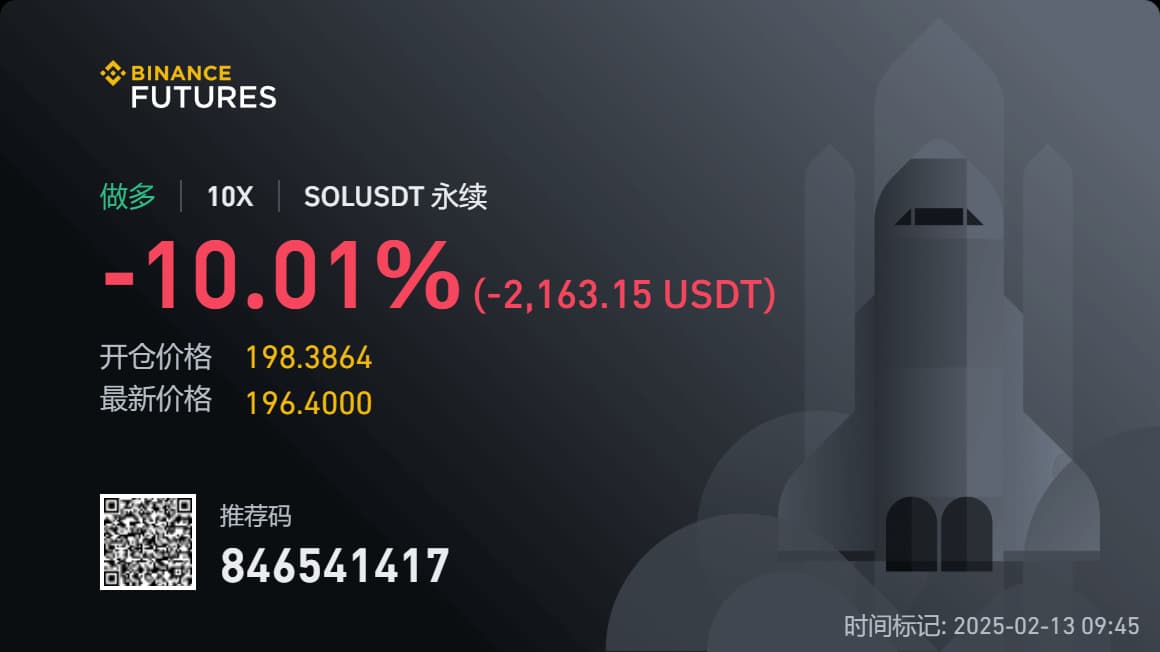 BINANCE
FUTURES
做多 | 10X | SOLUSDT 永续
-10.01% (-2,163.15 USDT)
开仓价格 198.3864
最新价格 196.4000
推荐码
846541417
时间标记: 2025-02-13 09:45